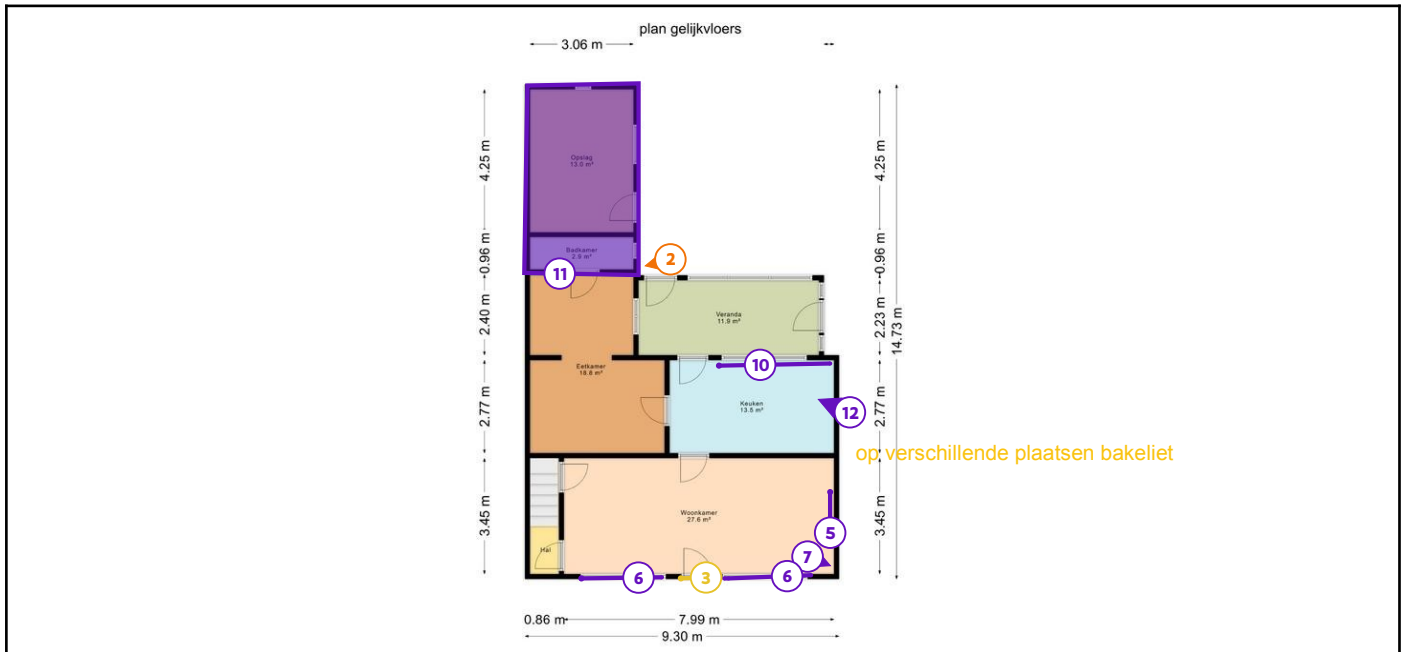 plan gelijkvloers
3.06 m
4.25 m
4.25 m
Opslag
13.0 m²
0.96 m
0.96 m
Badkamer
2.9 m²
2
11
2.40 m
2.23 m
14.73 m
Veranda
11.9 m²
10
Eetkamer
18.8 m²
2.77 m
2.77 m
Keuken
13.5 m²
12
op verschillende plaatsen bakeliet
3.45 m
3.45 m
Woonkamer
27.6 m²
5
Hal
7
6
3
6
0.86 m
7.99 m
9.30 m